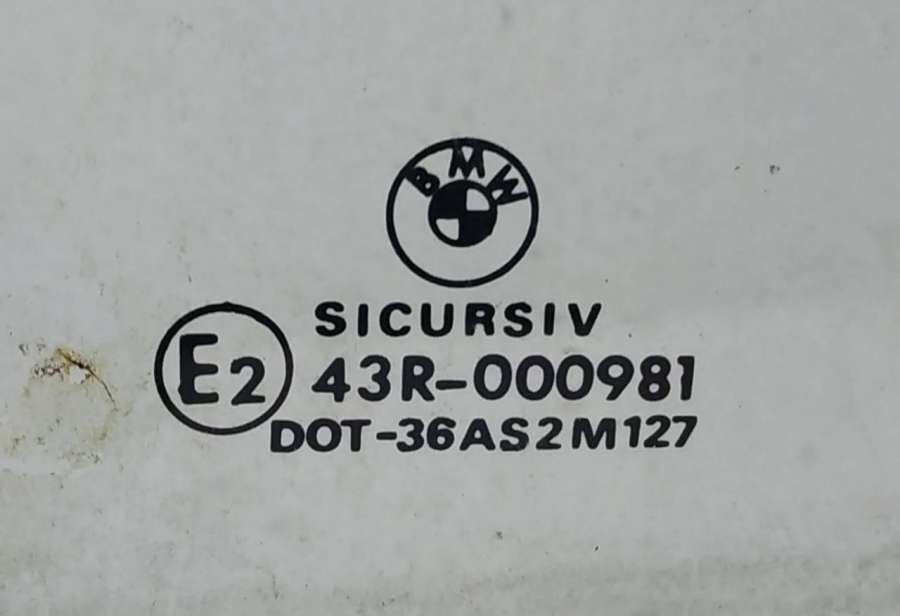 BMW
SICURSIV
E2 43R-000981
DOT-36AS2M127